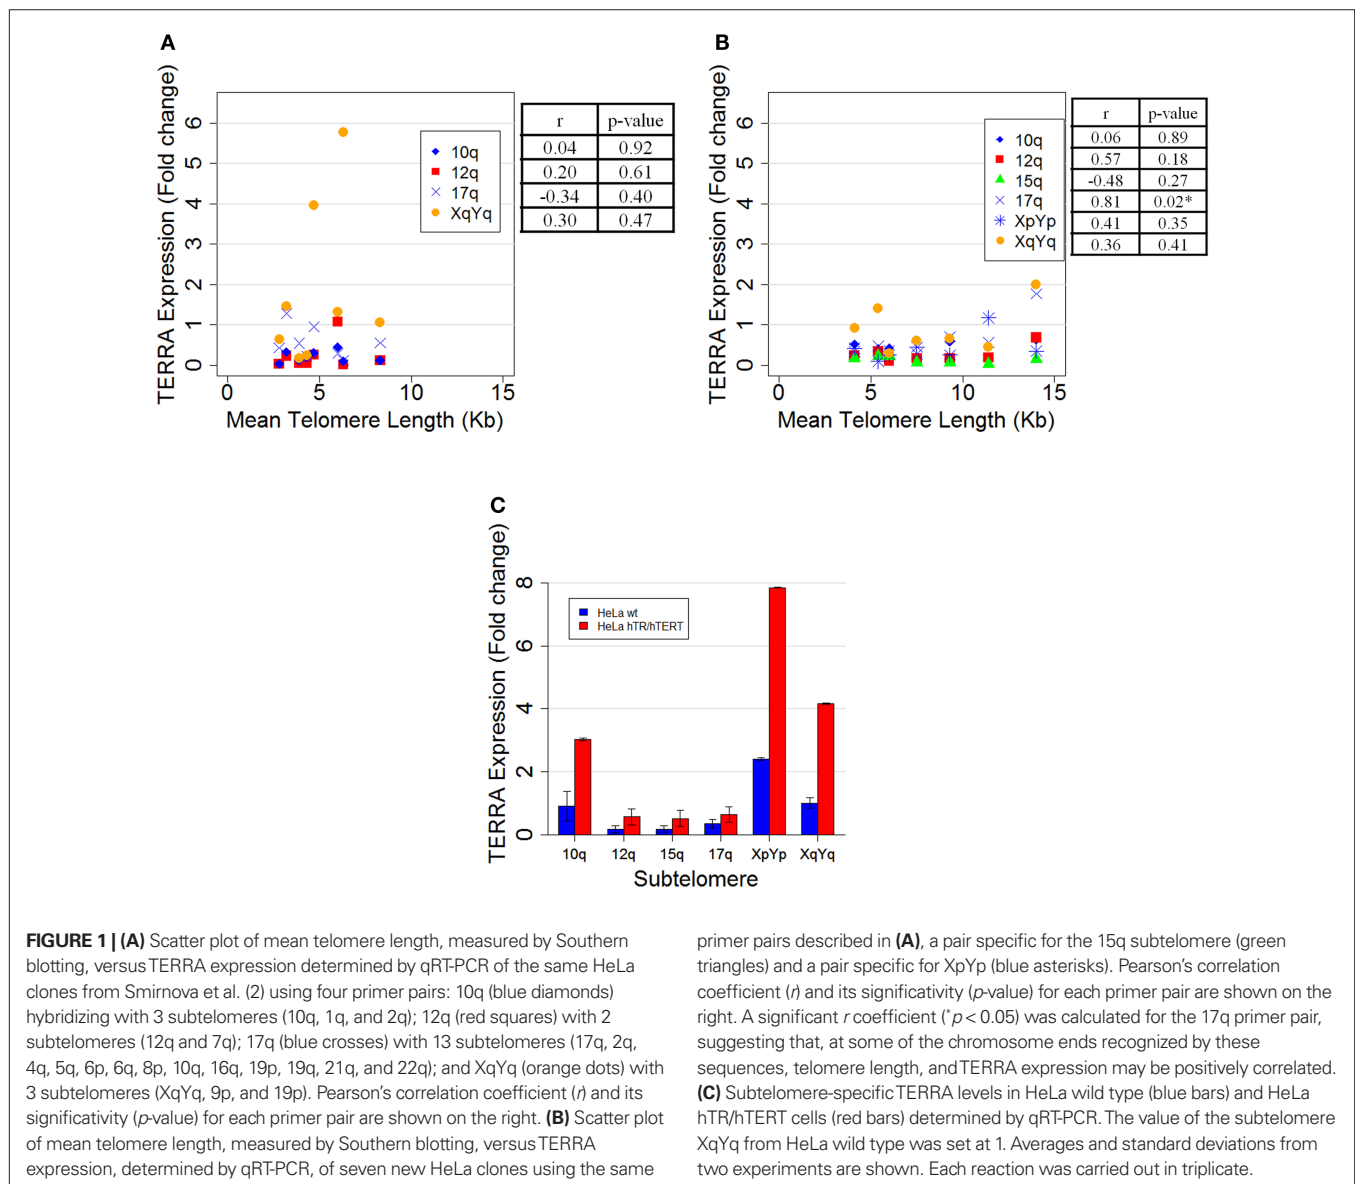 A
TERRA Expression (Fold change)
6
5
4
3
2
1
0
0 5 10 15
Mean Telomere Length (Kb)
10q
12q
17q
XqYq
r p-value
0.04 0.92
0.20 0.61
-0.34 0.40
0.30 0.47
B
TERRA Expression (Fold change)
6
5
4
3
2
1
0
0 5 10 15
Mean Telomere Length (Kb)
10q
12q
15q
17q
XpYp
XqYq
r p-value
0.06 0.89
0.57 0.18
-0.48 0.27
0.81 0.02*
0.41 0.35
0.36 0.41
C
TERRA Expression (Fold change)
8
6
4
2
0
HeLa wt
HeLa hTR/hTERT
10q 12q 15q 17q XpYp XqYq
Subtelomere
FIGURE 1 | (A) Scatter plot of mean telomere length, measured by Southern
blotting, versus TERRA expression determined by qRT-PCR of the same HeLa
clones from Smirnova et al. (2) using four primer pairs: 10q (blue diamonds)
hybridizing with 3 subtelomeres (10q, 1q, and 2q); 12q (red squares) with 2
subtelomeres (12q and 7q); 17q (blue crosses) with 13 subtelomeres (17q, 2q,
4q, 5q, 6p, 6q, 8p, 10q, 16q, 19p, 19q, 21q, and 22q); and XqYq (orange dots) with
3 subtelomeres (XqYq, 9p, and 19p). Pearson's correlation coefficient (r) and its
significativity (p-value) for each primer pair are shown on the right. (B) Scatter plot
of mean telomere length, measured by Southern blotting, versus TERRA
expression, determined by qRT-PCR, of seven new HeLa clones using the same
primer pairs described in (A), a pair specific for the 15q subtelomere (green
triangles) and a pair specific for XpYp (blue asterisks). Pearson's correlation
coefficient (r) and its significativity (p-value) for each primer pair are shown on the
right. A significant r coefficient (*p < 0.05) was calculated for the 17q primer pair,
suggesting that, at some of the chromosome ends recognized by these
sequences, telomere length, and TERRA expression may be positively correlated.
(C) Subtelomere-specific TERRA levels in HeLa wild type (blue bars) and HeLa
hTR/hTERT cells (red bars) determined by qRT-PCR. The value of the subtelomere
XqYq from HeLa wild type was set at 1. Averages and standard deviations from
two experiments are shown. Each reaction was carried out in triplicate.